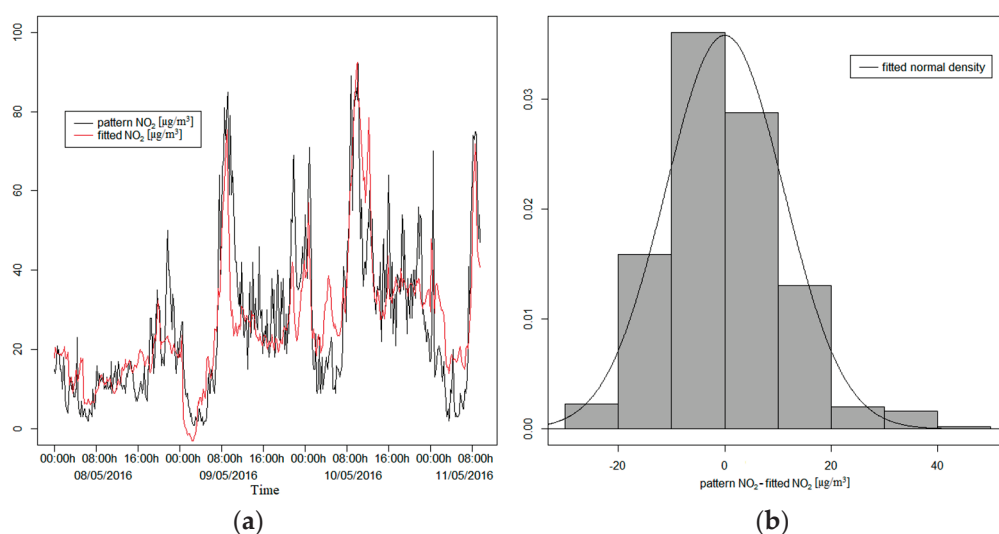 100
80
60
40
20
0
pattern NO₂ [µg/m³]
fitted NO₂ [µg/m³]
00:00h 08:00h 16:00h 00:00h 08:00h 16:00h 00:00h 08:00h 16:00h 00:00h 08:00h
08/05/2016 09/05/2016 10/05/2016 11/05/2016
Time
(a)
0.03
0.02
0.01
0.00
fitted normal density
-20 0 20 40
pattern NO₂-fitted NO₂ [µg/m³]
(b)